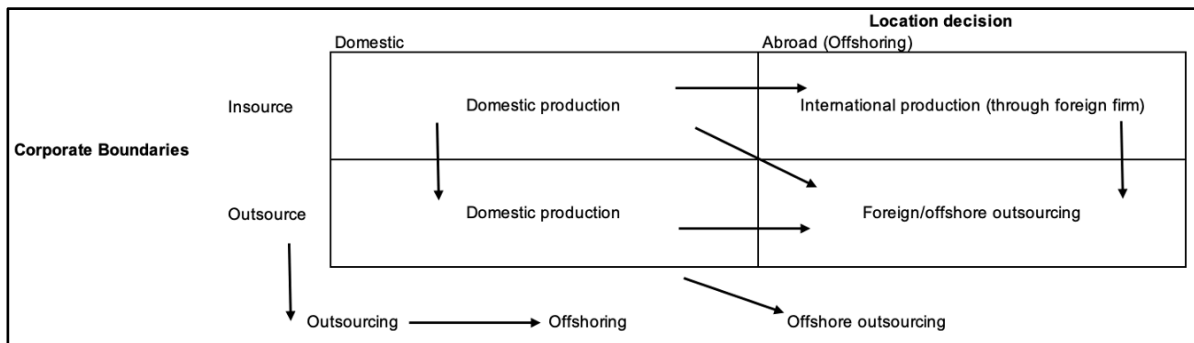 Location decision
Domestic
Abroad (Offshoring)
Insource
Domestic production
International production (through foreign firm)
Corporate Boundaries
Outsource
Domestic production
Foreign/offshore outsourcing
Outsourcing
Offshoring
Offshore outsourcing